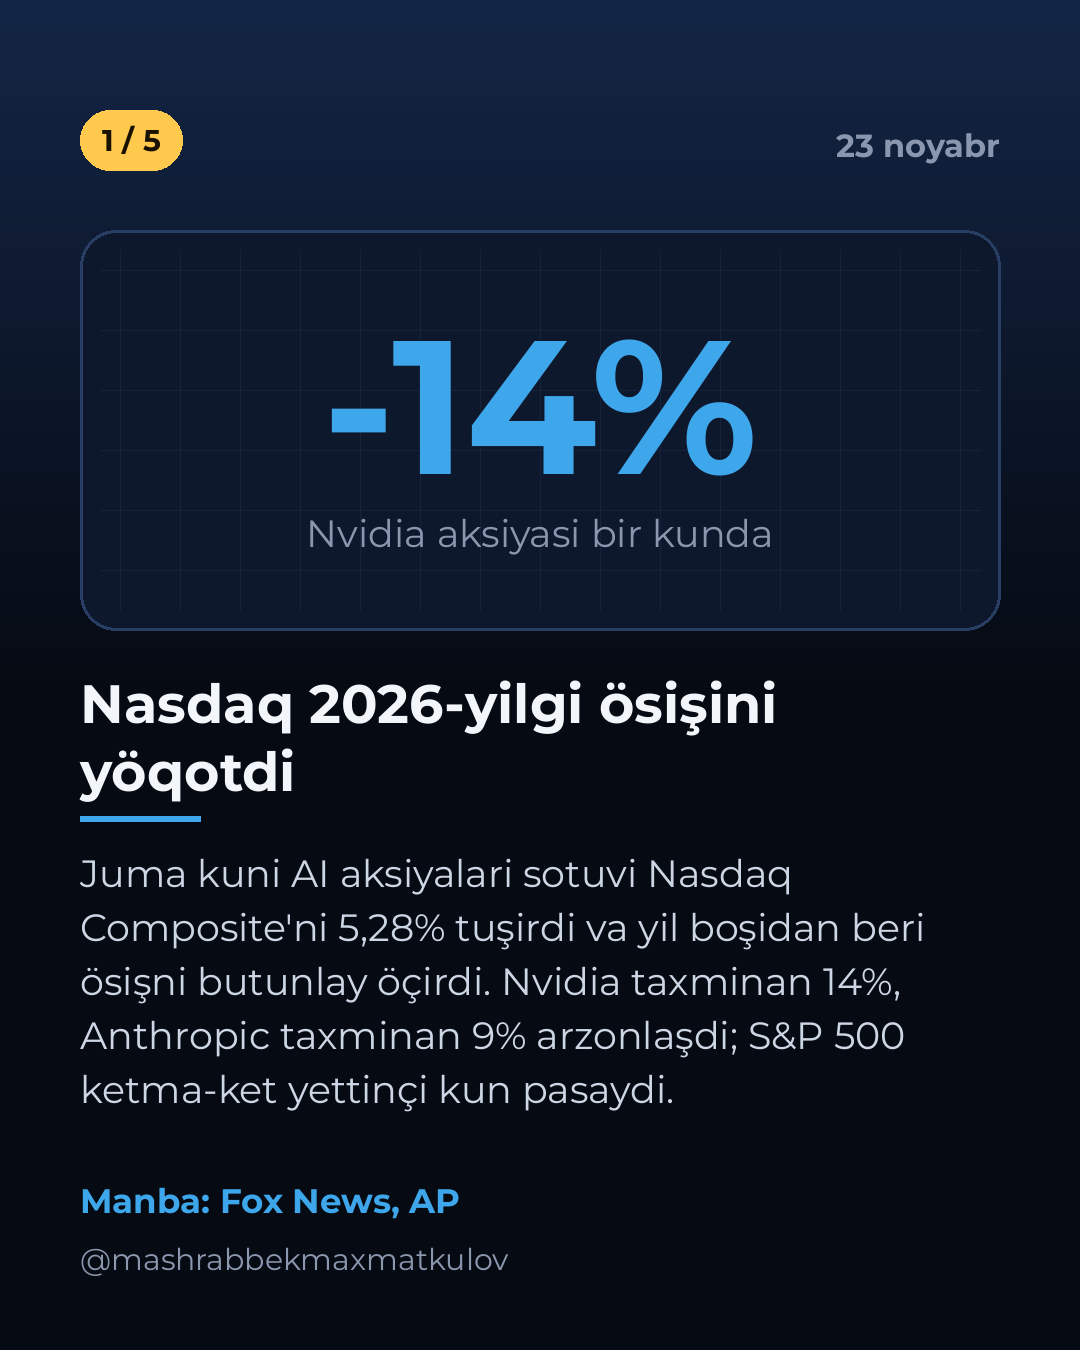 1 / 5
23 noyabr
-14%
Nvidia aksiyasi bir kunda
Nasdaq 2026-yilgi ösişini
yöqotdi
Juma kuni AI aksiyalari sotuvi Nasdaq
Composite'ni 5,28% tuşirdi va yil boşidan beri
ösişni butunlay öçirdi. Nvidia taxminan 14%,
Anthropic taxminan 9% arzonlaşdi; S&P 500
ketma-ket yettinçi kun pasaydi.
Manba: Fox News, AP
@mashrabbekmaxmatkulov